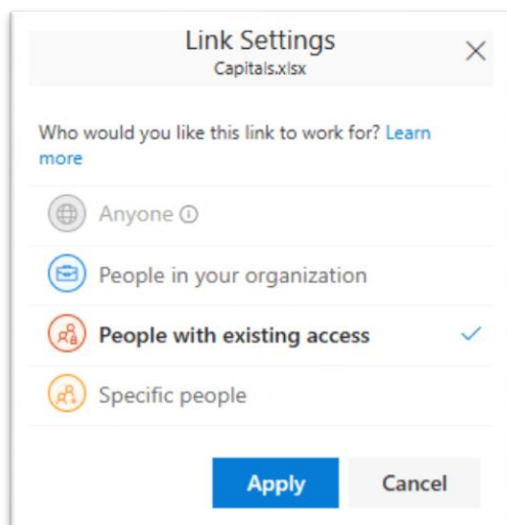 Link Settings
Capitals.xlsx
Who would you like this link to work for? Learn
more
Anyone
People in your organization
People with existing access
Specific people
Apply
Cancel